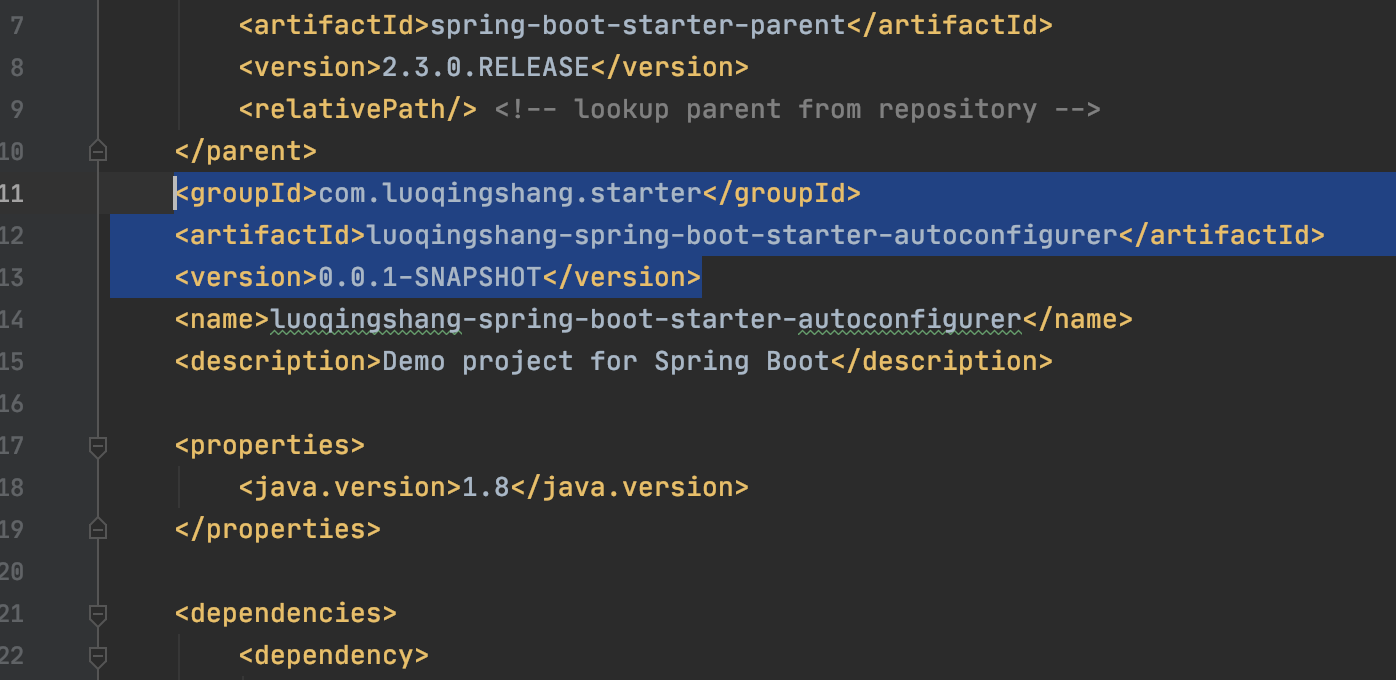 7 <artifactId>spring-boot-starter-parent</artifactId>
8 <version>2.3.0.RELEASE</version>
9 <relativePath/> <!-- lookup parent from repository -->
10 </parent>
11 <groupId>com.luoqingshang.starter</groupId>
12 <artifactId>luoqingshang-spring-boot-starter-autoconfigurer</artifactId>
13 <version>0.0.1-SNAPSHOT</version>
14 <name>luoqingshang-spring-boot-starter-autoconfigurer</name>
15 <description>Demo project for Spring Boot</description>
16
17 <properties>
18 <java.version>1.8</java.version>
19 </properties>
20
21 <dependencies>
22 <dependency>